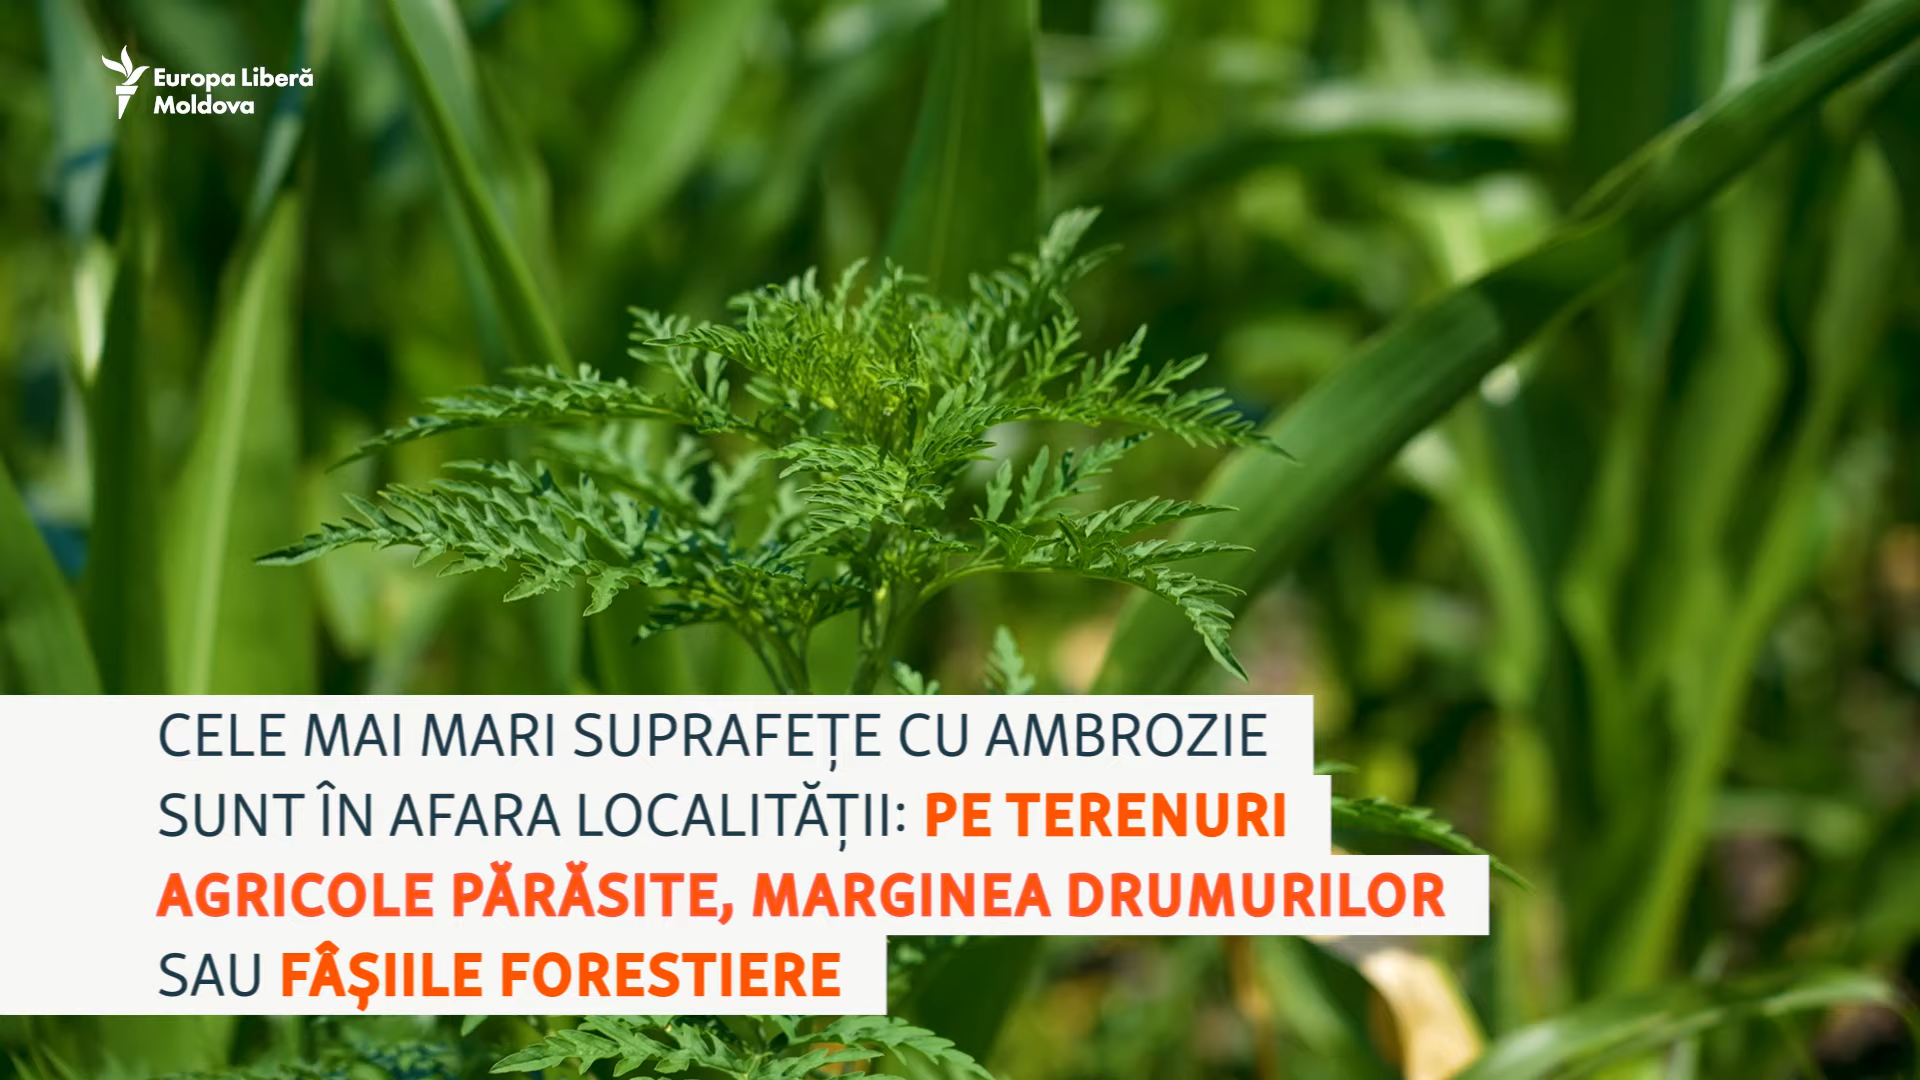 Europa Liberă
Moldova
CELE MAI MARI SUPRAFEȚE CU AMBROZIE
SUNT ÎN AFARA LOCALITĂȚII: PE TERENURI
AGRICOLE PĂRĂSITE, MARGINEA DRUMURILOR
SAU FÂȘIILE FORESTIERE